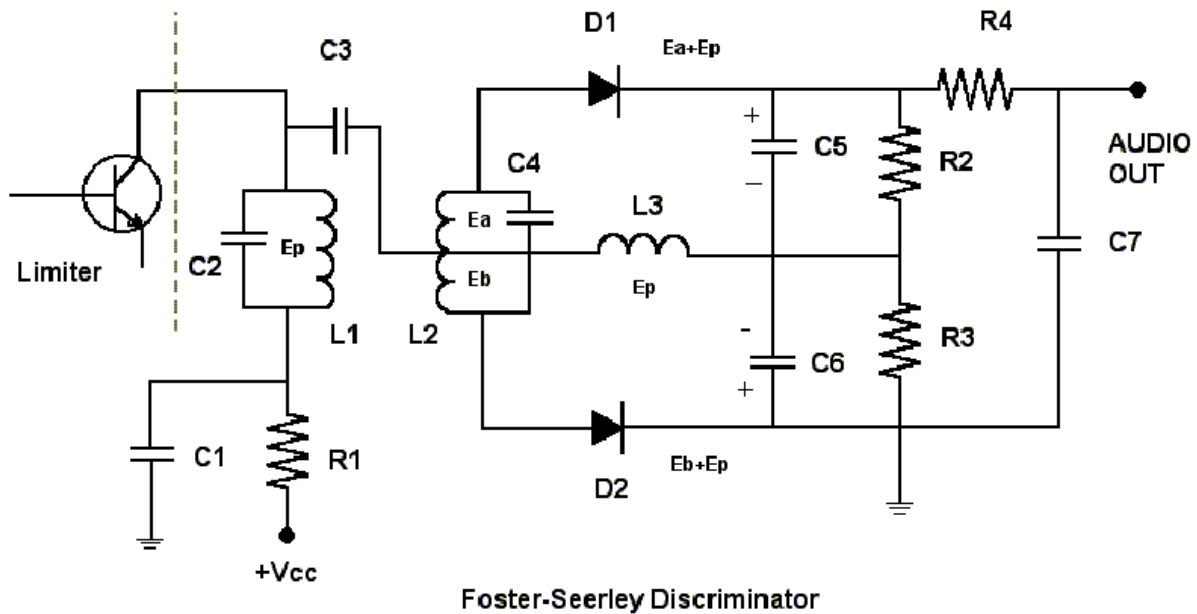 D1
R4
C3
Ea+Ep
+
C5
R2
AUDIO
OUT
C4
Ea
L3
–
Limiter
C2
Ep
Eb
Ep
C7
L1
L2
-
C6
R3
+
C1
R1
D2
Eb+Ep
+Vcc
Foster-Seerley Discriminator